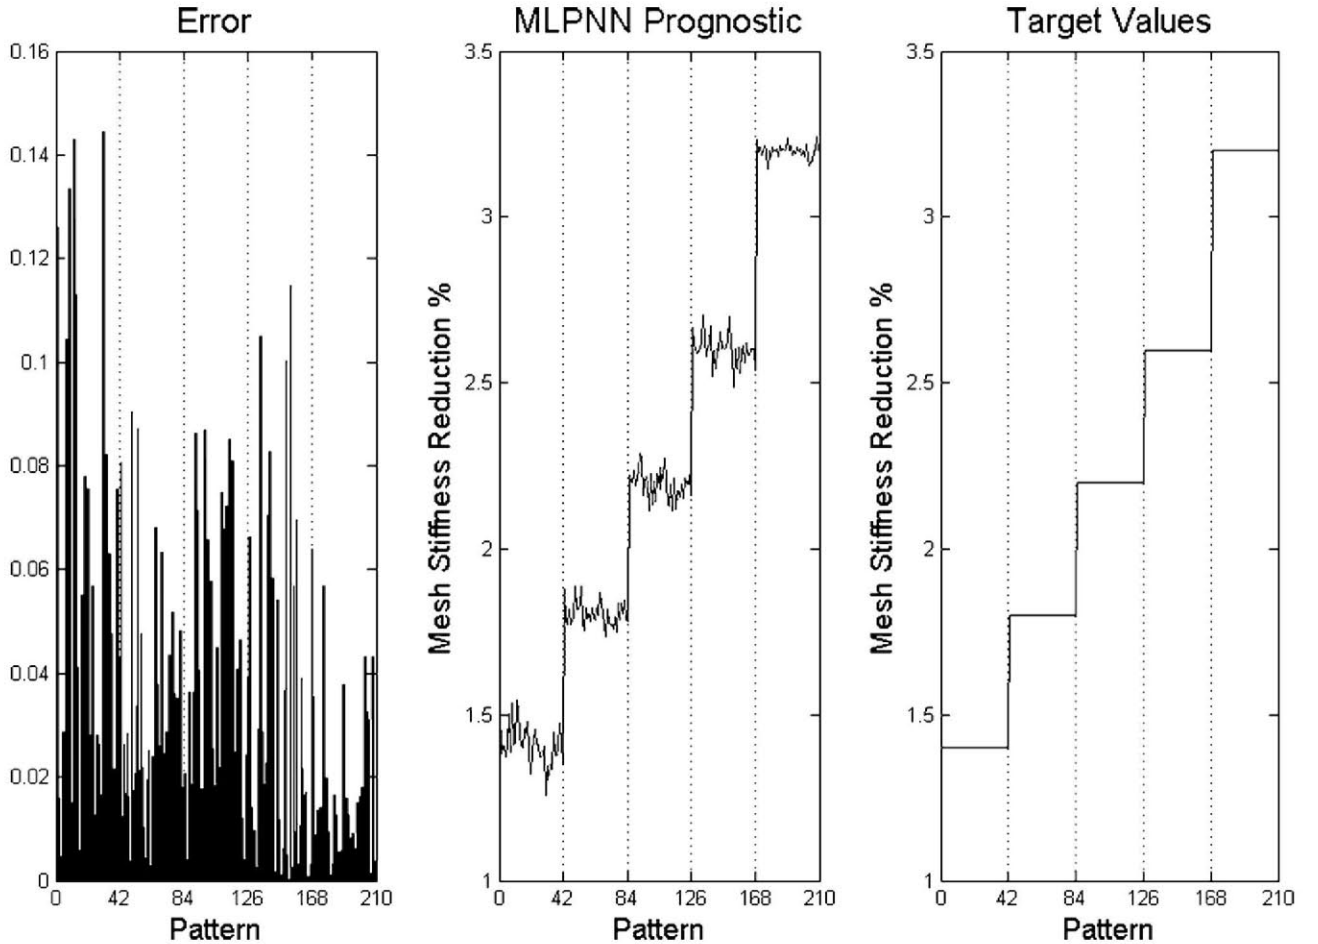 Error
0.16
0.14
0.12
0.1
0.08
0.06
0.04
0.02
0
0 42 84 126 168 210
Pattern
MLPNN Prognostic
Mesh Stiffness Reduction %
3.5
3
2.5
2
1.5
1
0 42 84 126 168 210
Pattern
Target Values
Mesh Stiffness Reduction %
3.5
3
2.5
2
1.5
1
0 42 84 126 168 210
Pattern